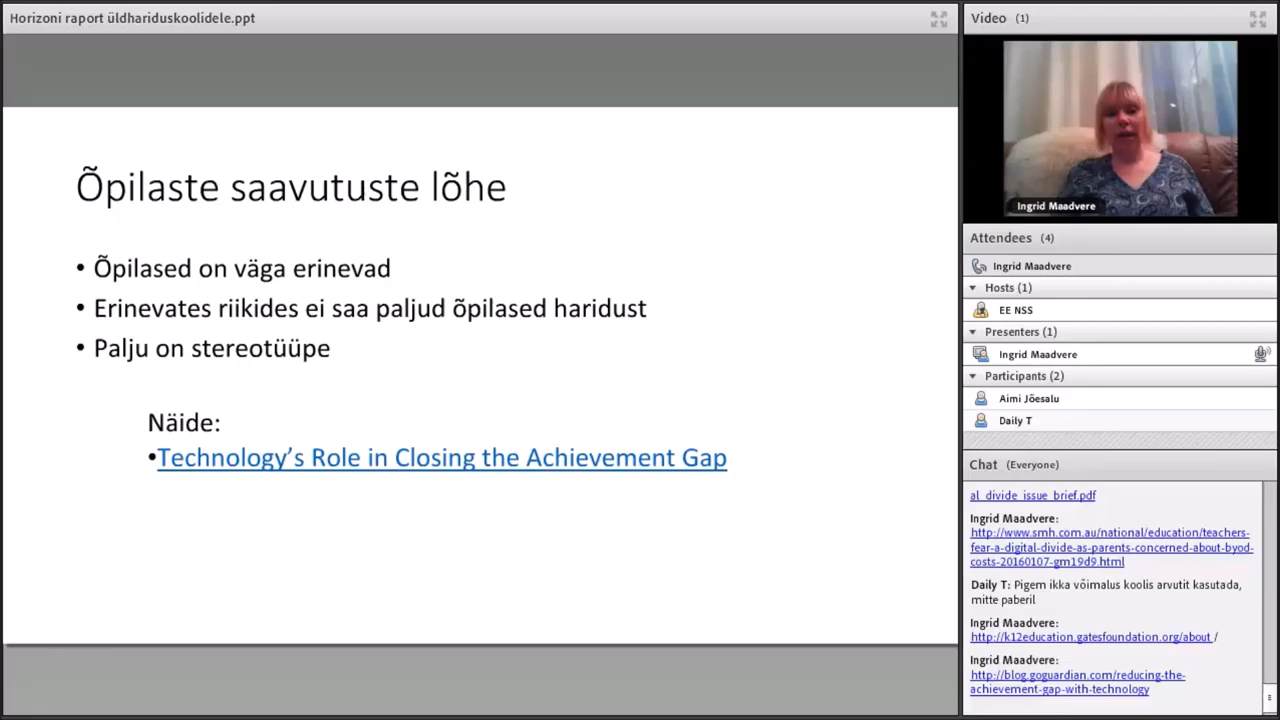 Horizoni raport üldhariduskoolidele.ppt
Õpilaste saavutuste lõhe
• Õpilased on väga erinevad
• Erinevates riikides ei saa paljud õpilased haridust
• Palju on stereotüüpe
Näide:
•Technology’s Role in Closing the Achievement Gap
Video (1)
Ingrid Maadvere
Attendees (4)
Ingrid Maadvere
Hosts (1)
EE NSS
Presenters (1)
Ingrid Maadvere
Participants (2)
Aimi Jõesalu
Daily T
Chat (Everyone)
al_divide_issue_brief.pdf
Ingrid Maadvere:
http://www.smh.com.au/national/education/teachers-
fear-a-digital-divide-as-parents-concerned-about-byod-
costs-20160107-gm19d9.html
Daily T: Pigem ikka võimalus koolis arvutit kasutada,
mitte paberil
Ingrid Maadvere:
http://k12education.gatesfoundation.org/about /
Ingrid Maadvere:
http://blog.goguardian.com/reducing-the-
achievement-gap-with-technology